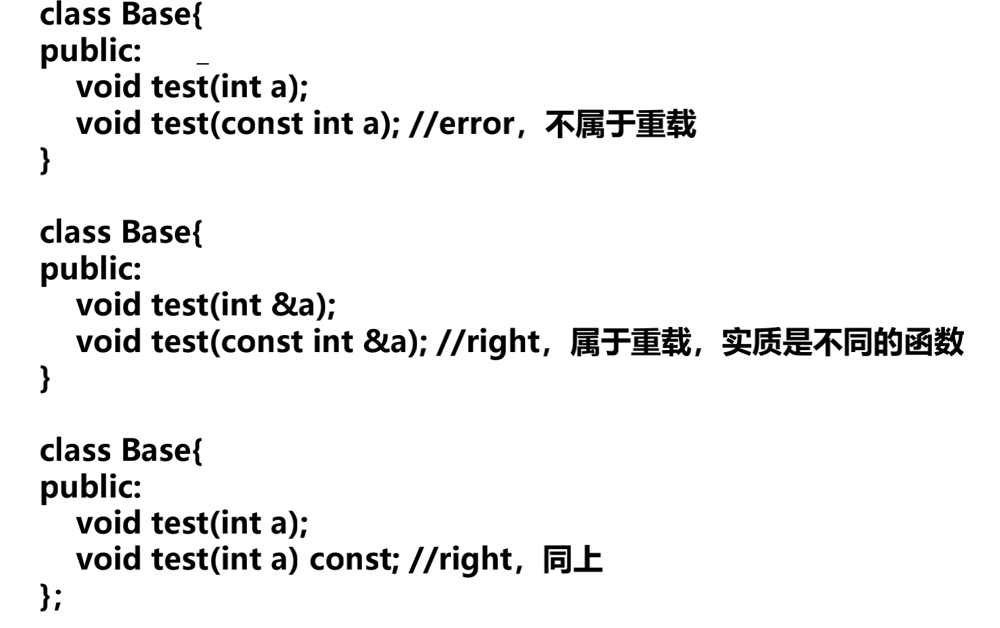 class Base{
public: _
void test(int a);
void test(const int a); //error，不属于重载
}
class Base{
public:
void test(int &a);
void test(const int &a); //right，属于重载，实质是不同的函数
}
class Base{
public:
void test(int a);
void test(int a) const; //right，同上
};